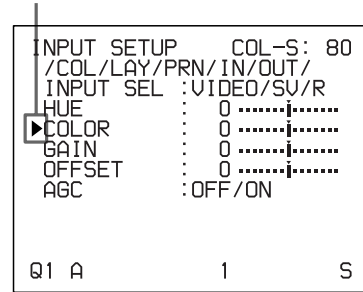 INPUT SETUP COL-S: 80
/COL/LAY/PRN/IN/OUT/
INPUT SEL :VIDEO/SV/R
HUE : 0
COLOR : 0
GAIN : 0
OFFSET : 0
AGC :OFF/ON
Q1 A 1 S